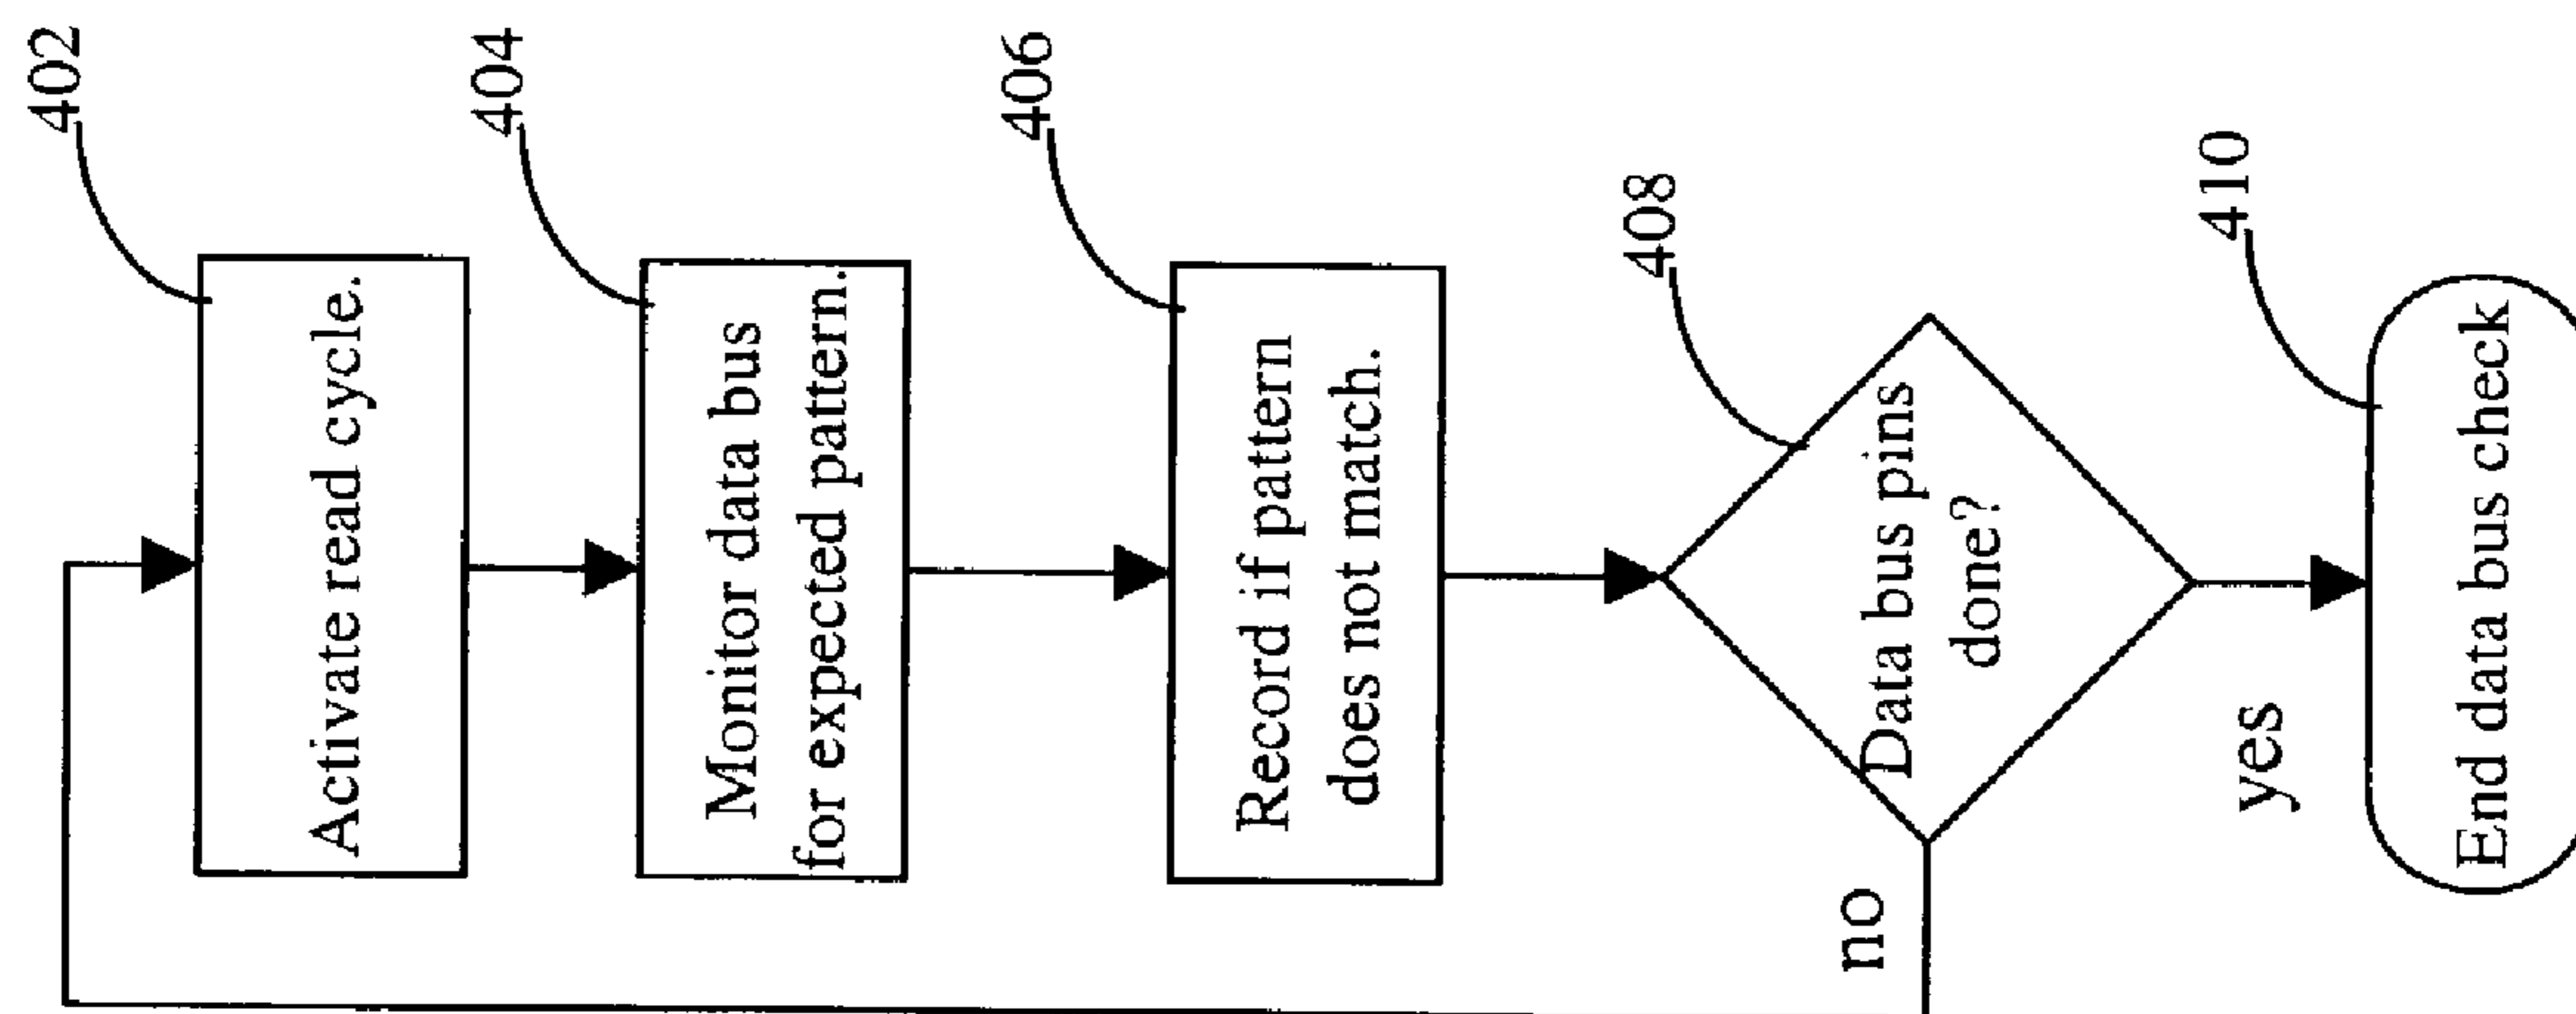 402
Activate read cycle.
404
Monitor data bus
for expected pattern.
406
Record if pattern
does not match.
408
Data bus pins
done?
no
yes
410
End data bus check